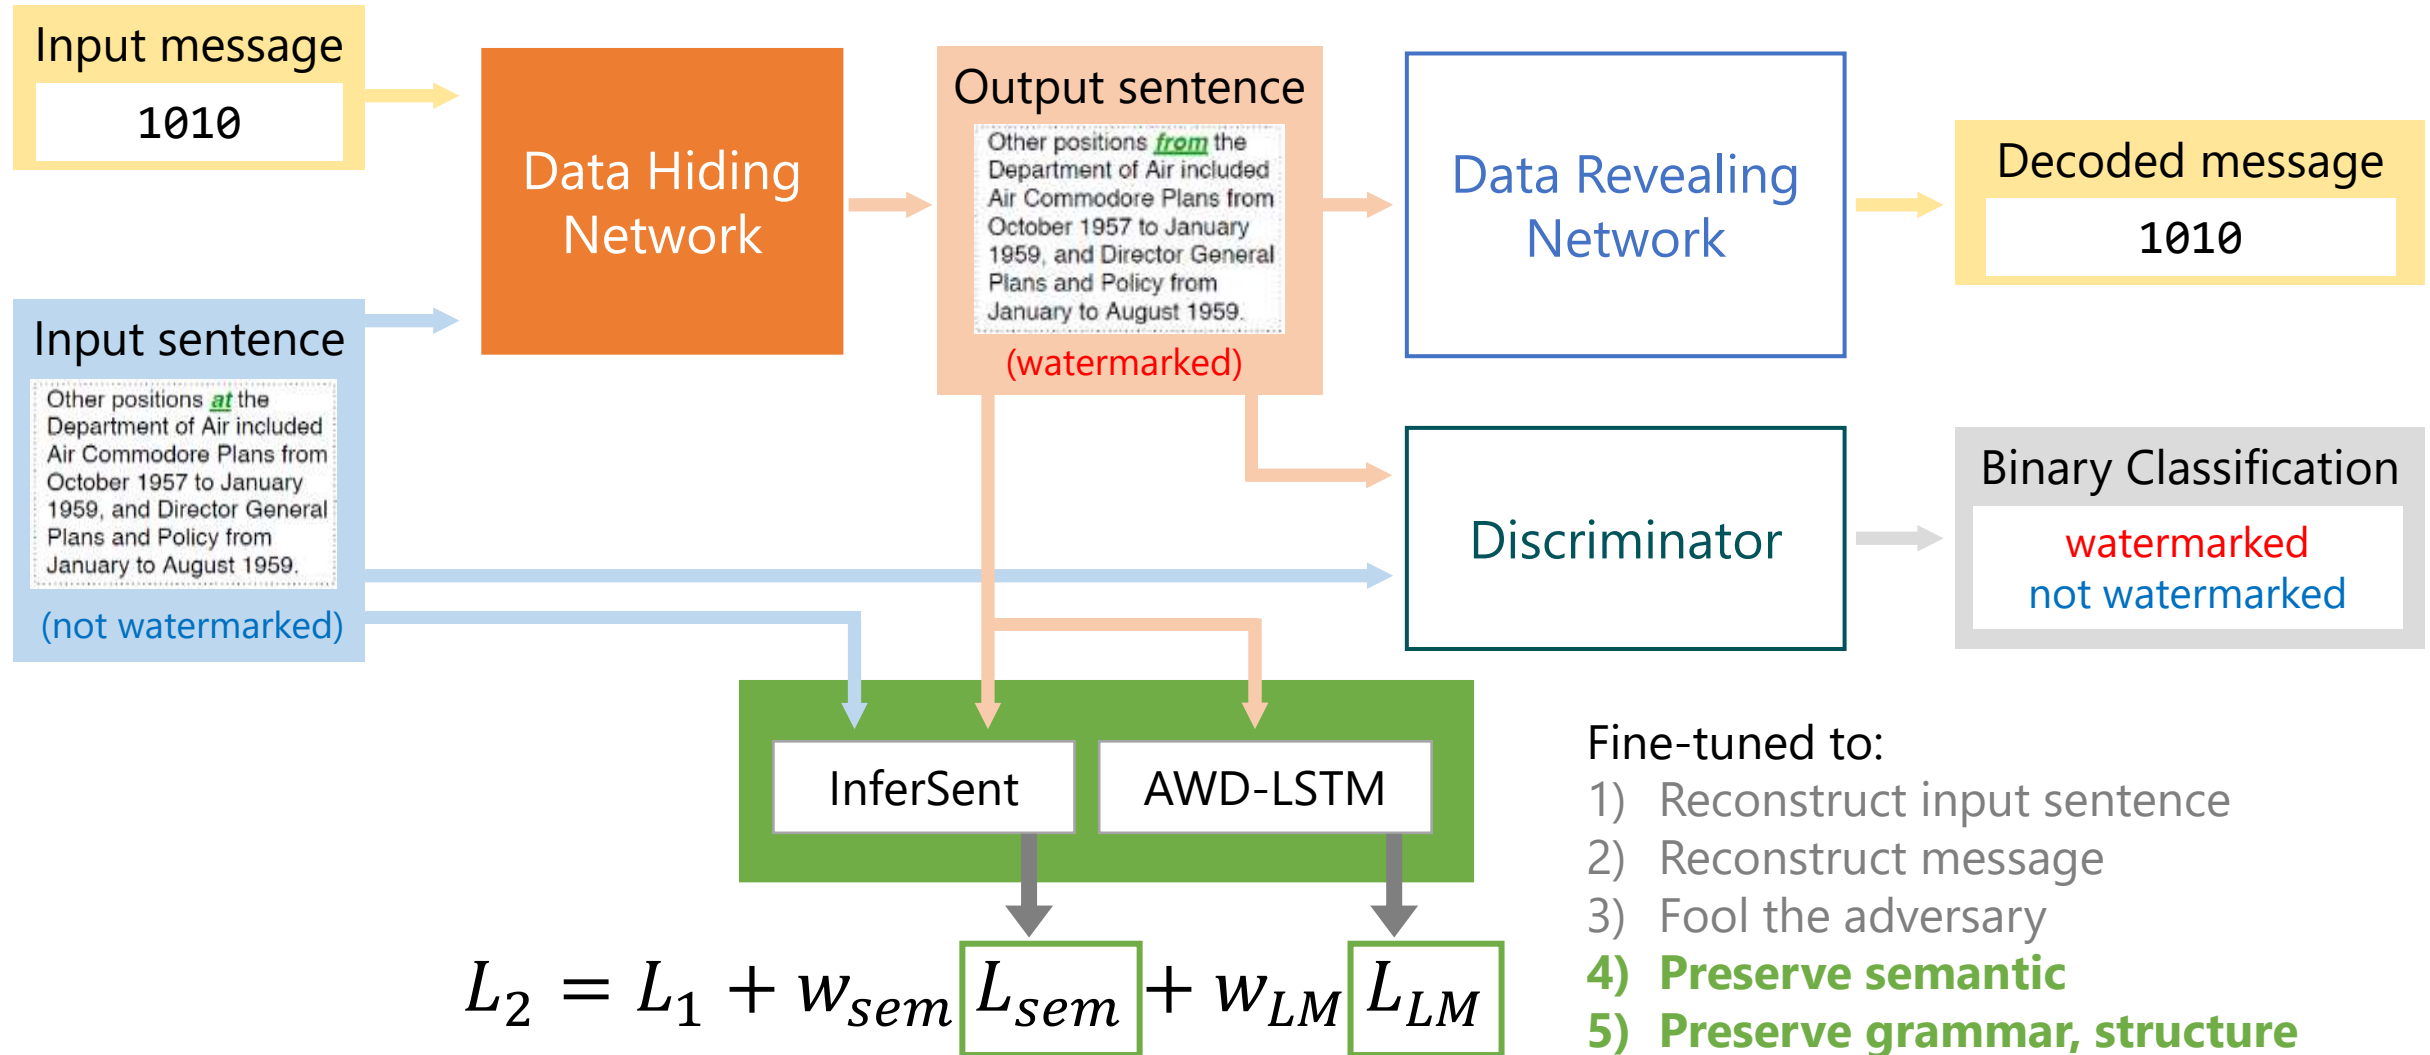 Input message
1010
Data Hiding
Network
Output sentence
Other positions from the
Department of Air included
Air Commodore Plans from
October 1957 to January
1959, and Director General
Plans and Policy from
January to August 1959.
(watermarked)
Data Revealing
Network
Decoded message
1010
Input sentence
Other positions at the
Department of Air included
Air Commodore Plans from
October 1957 to January
1959, and Director General
Plans and Policy from
January to August 1959.
(not watermarked)
Discriminator
Binary Classification
watermarked
not watermarked
InferSent
AWD-LSTM
L₂ = L₁ + w_sem L_sem + w_LM L_LM
Fine-tuned to:
1) Reconstruct input sentence
2) Reconstruct message
3) Fool the adversary
4) Preserve semantic
5) Preserve grammar, structure